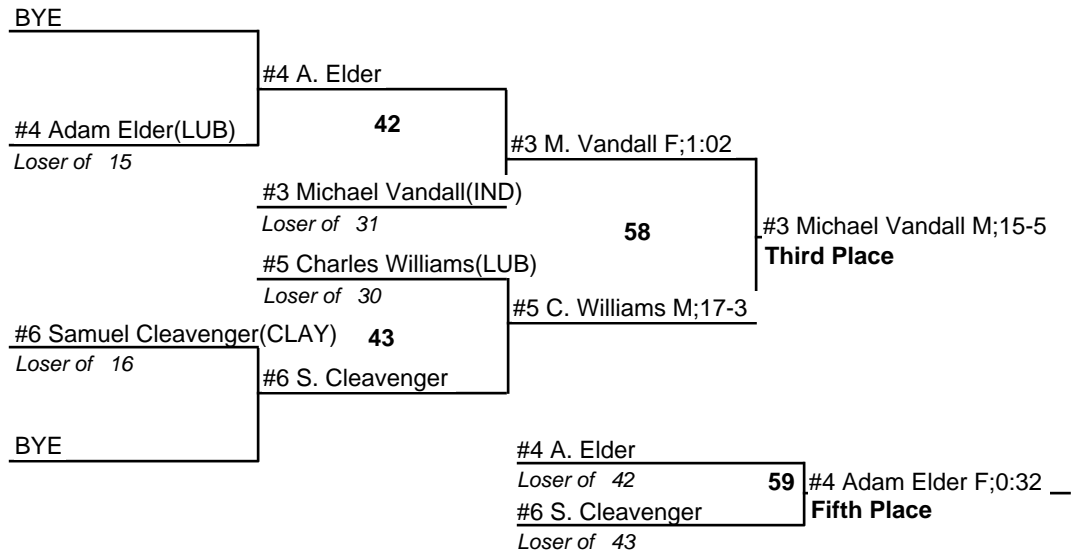 BYE
#4 A. Elder
#4 Adam Elder(LUB)
42
Loser of 15
#3 M. Vandall F;1:02
#3 Michael Vandall(IND)
Loser of 31
58
#3 Michael Vandall M;15-5
Third Place
#5 Charles Williams(LUB)
Loser of 30
#5 C. Williams M;17-3
#6 Samuel Cleavenger(CLAY)
43
Loser of 16
#6 S. Cleavenger
BYE
#4 A. Elder
Loser of 42
59
#4 Adam Elder F;0:32
Fifth Place
#6 S. Cleavenger
Loser of 43